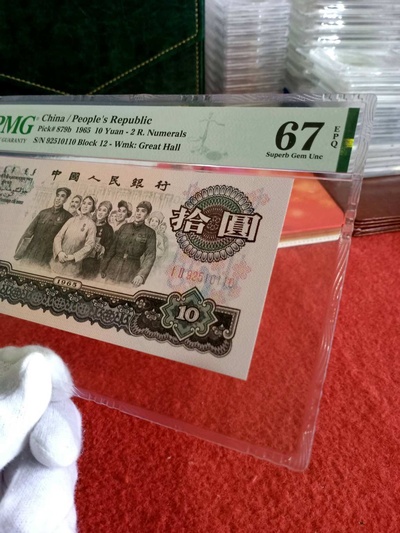 PMG China / People's Republic
Pick# 879b 1965 10 Yuan - 2 R. Numerals
GUARANTY S/N 92510110 Block 12 - Wmk: Great Hall
67 EPQ
Superb Gem Unc
中國人民銀行
拾圓
1965
10